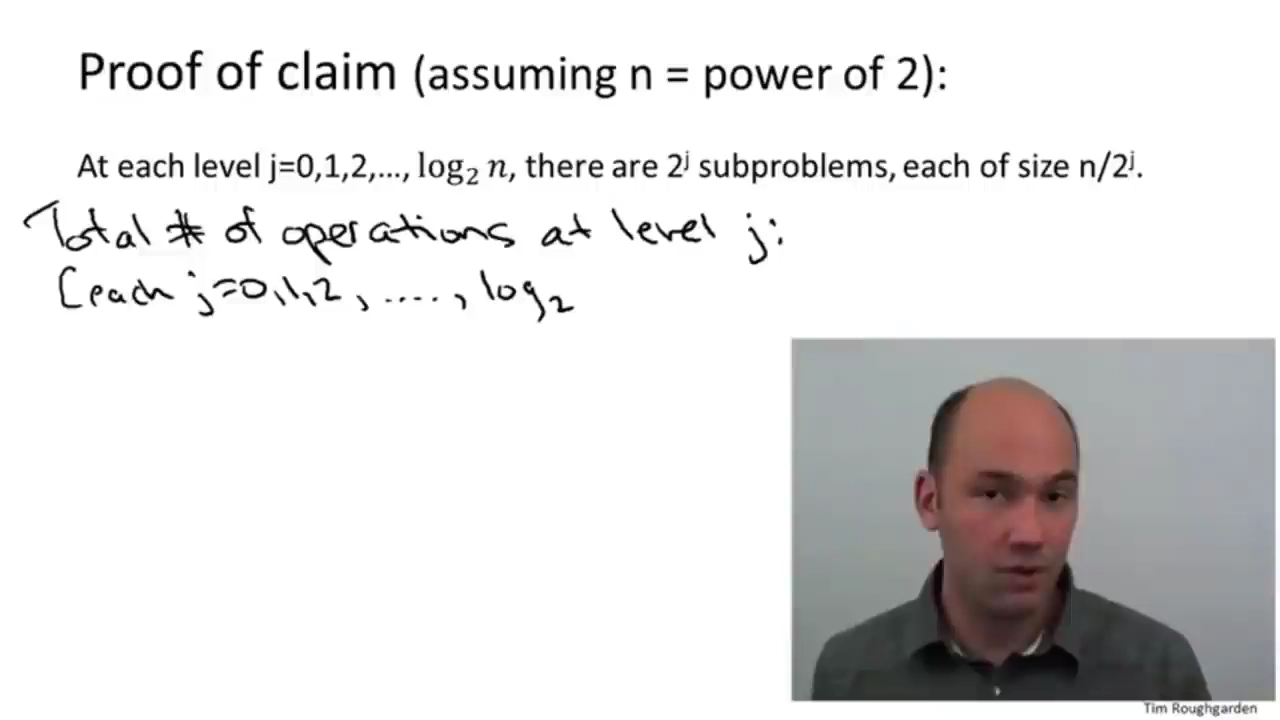 Proof of claim (assuming n = power of 2):
At each level j=0,1,2,…, log₂ n, there are 2ʲ subproblems, each of size n/2ʲ.
Total # of operations at level j:
[each j=0,1,2, ...., log₂
Tim Roughgarden